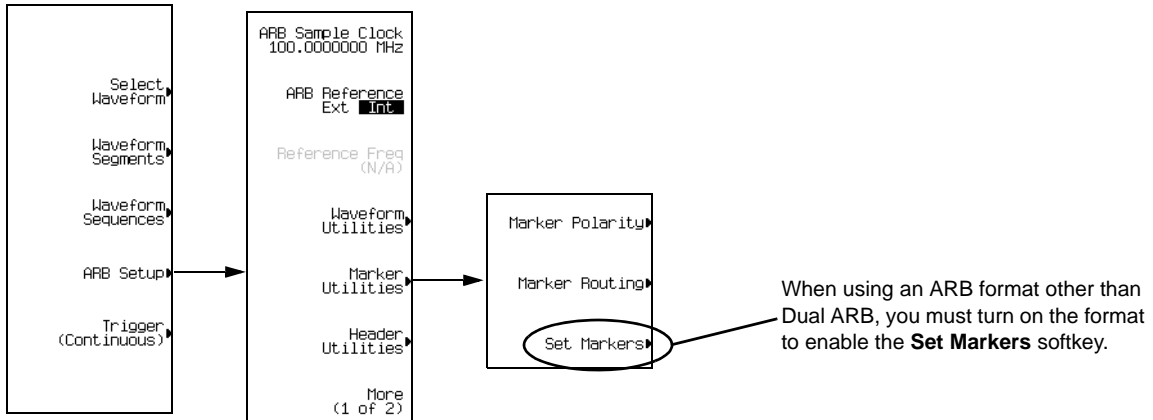 Select
Waveform
Waveform
Segments
Waveform
Sequences
ARB Setup
Trigger
(Continuous)
ARB Sample Clock
100.0000000 MHz
ARB Reference
Ext Int
Reference Freq
(N/A)
Waveform
Utilities
Marker
Utilities
Header
Utilities
More
(1 of 2)
Marker Polarity
Marker Routing
Set Markers
When using an ARB format other than
Dual ARB, you must turn on the format
to enable the Set Markers softkey.